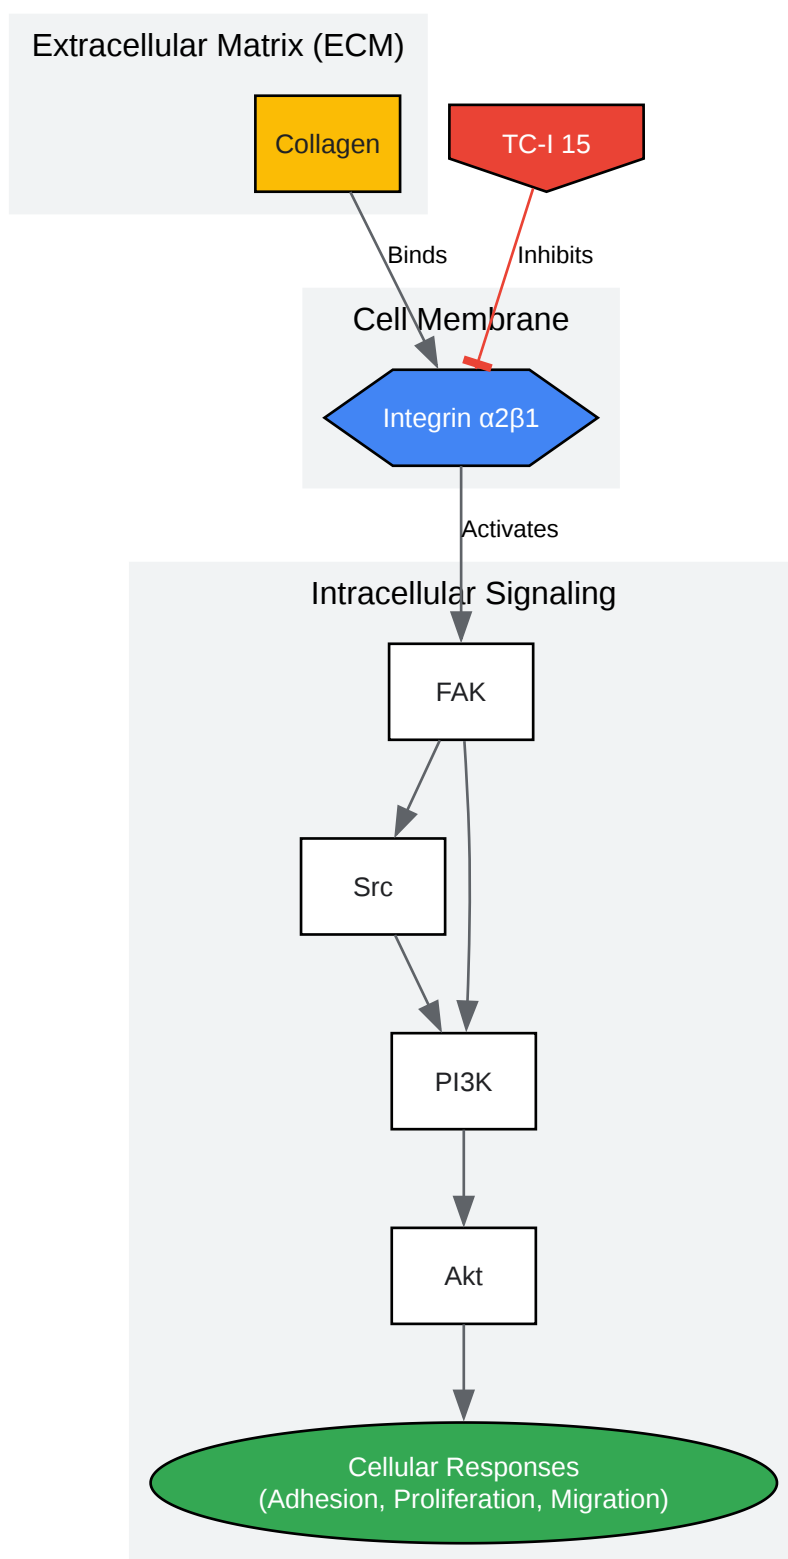 Extracellular Matrix (ECM)
Collagen
TC-I 15
Binds
Inhibits
Cell Membrane
Integrin α2β1
Activates
Intracellular Signaling
FAK
Src
PI3K
Akt
Cellular Responses
(Adhesion, Proliferation, Migration)